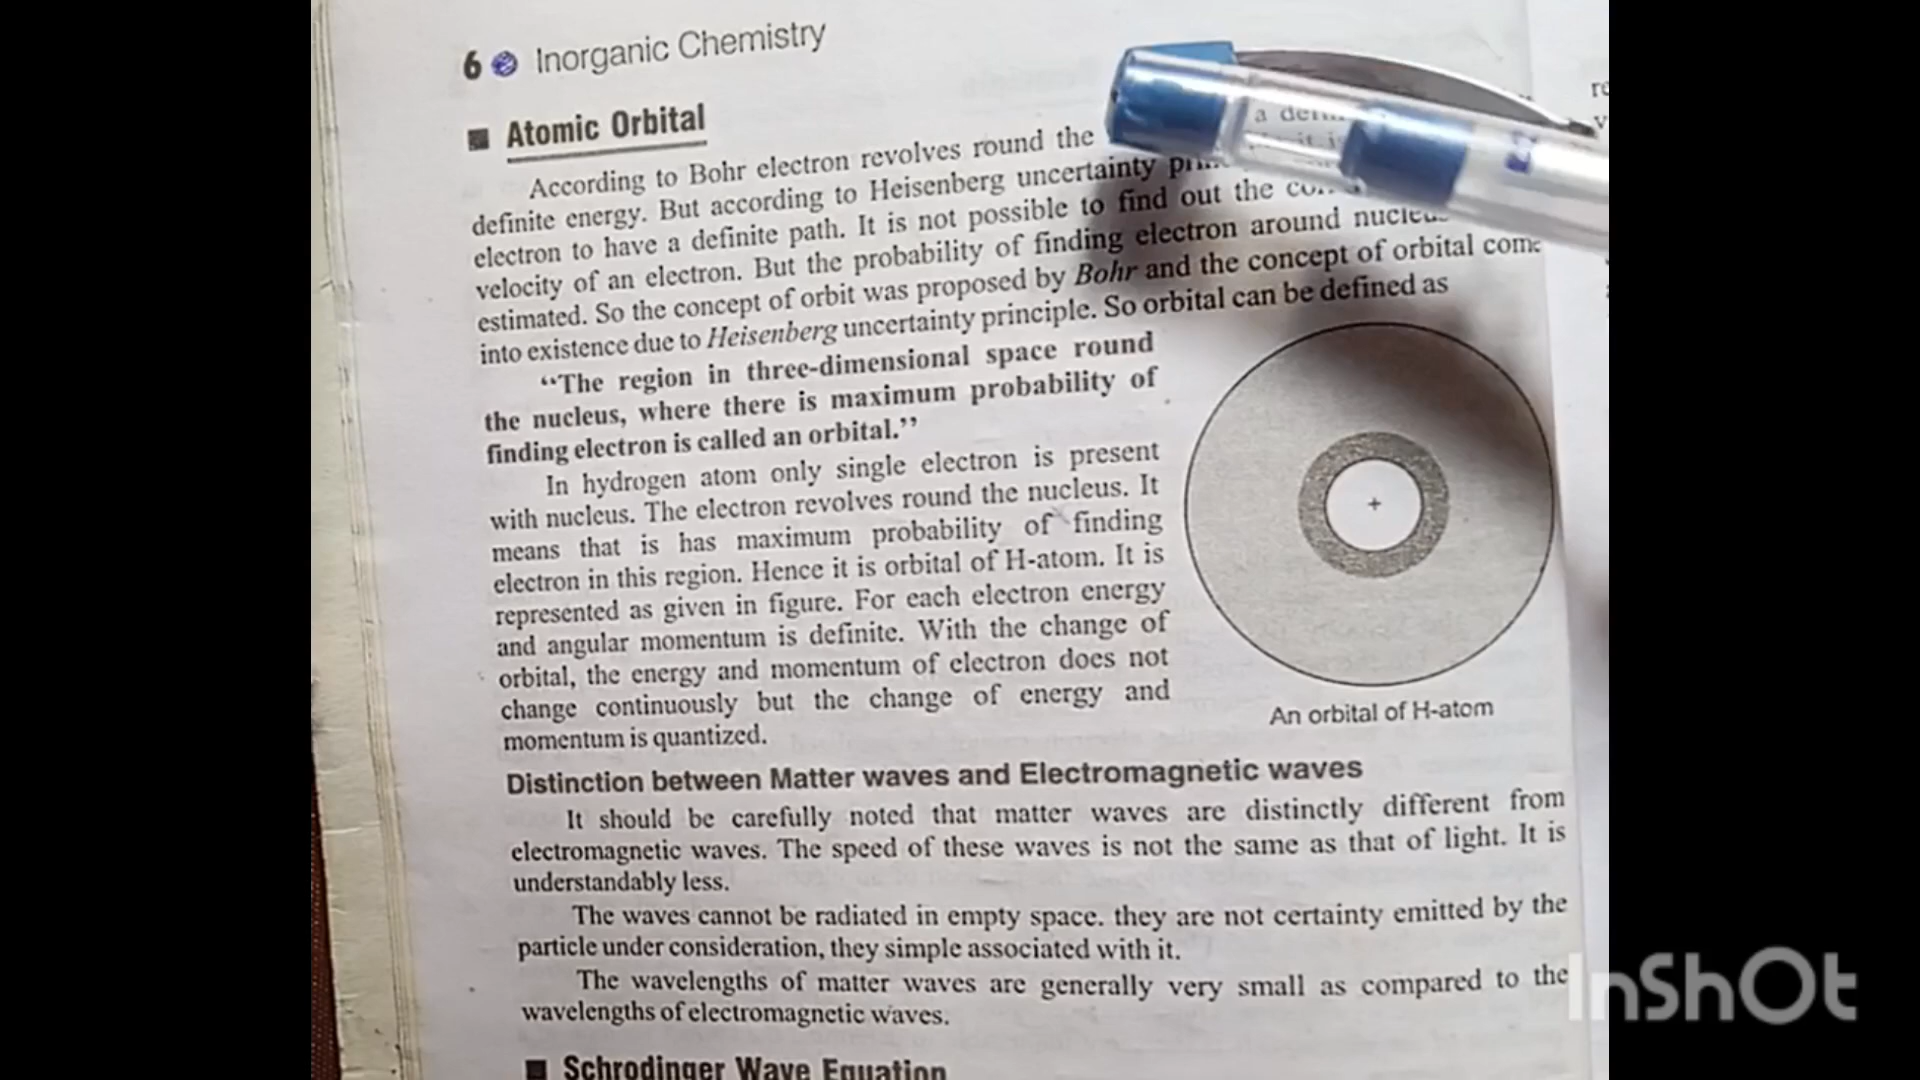 6 Inorganic Chemistry
Atomic Orbital
According to Bohr electron revolves round the
definite energy. But according to Heisenberg uncertainty
electron to have a definite path. It is not possible to find out the
velocity of an electron. But the probability of finding electron around
estimated. So the concept of orbit was proposed by Bohr and the concept of orbital come
into existence due to Heisenberg uncertainty principle. So orbital can be defined as
“The region in three-dimensional space round
the nucleus, where there is maximum probability of
finding electron is called an orbital.”
In hydrogen atom only single electron is present
with nucleus. The electron revolves round the nucleus. It
means that is has maximum probability of finding
electron in this region. Hence it is orbital of H-atom. It is
represented as given in figure. For each electron energy
and angular momentum is definite. With the change of
orbital, the energy and momentum of electron does not
change continuously but the change of energy and
momentum is quantized.
+
An orbital of H-atom
Distinction between Matter waves and Electromagnetic waves
It should be carefully noted that matter waves are distinctly different from
electromagnetic waves. The speed of these waves is not the same as that of light. It is
understandably less.
The waves cannot be radiated in empty space. they are not certainty emitted by the
particle under consideration, they simple associated with it.
The wavelengths of matter waves are generally very small as compared to the
wavelengths of electromagnetic waves.
Schrodinger Wave Equation
InShOt